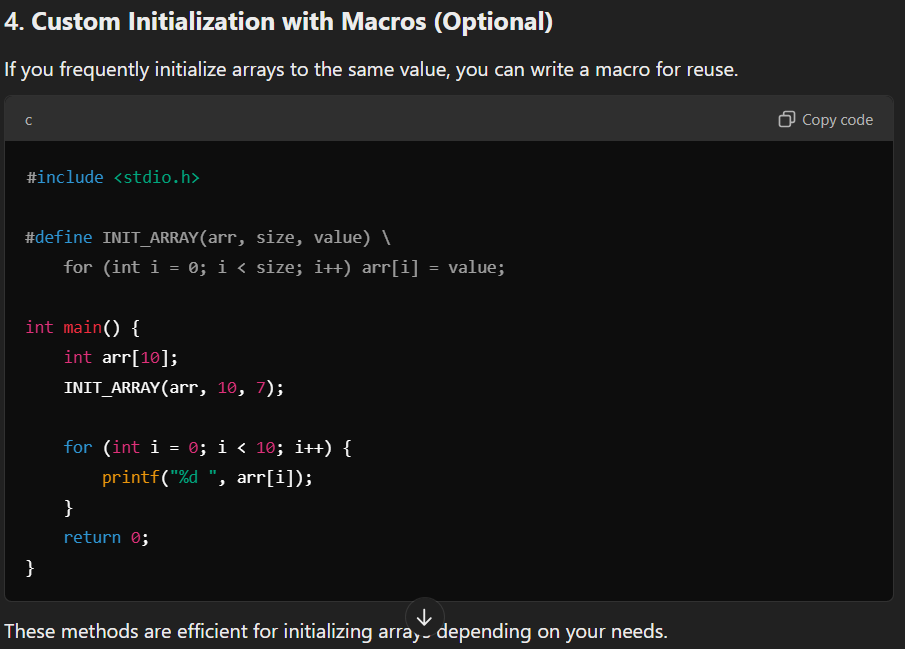 4. Custom Initialization with Macros (Optional)
If you frequently initialize arrays to the same value, you can write a macro for reuse.
c
Copy code
#include <stdio.h>
#define INIT_ARRAY(arr, size, value) \
    for (int i = 0; i < size; i++) arr[i] = value;
int main() {
    int arr[10];
    INIT_ARRAY(arr, 10, 7);
    for (int i = 0; i < 10; i++) {
        printf("%d ", arr[i]);
    }
    return 0;
}
These methods are efficient for initializing arrays depending on your needs.